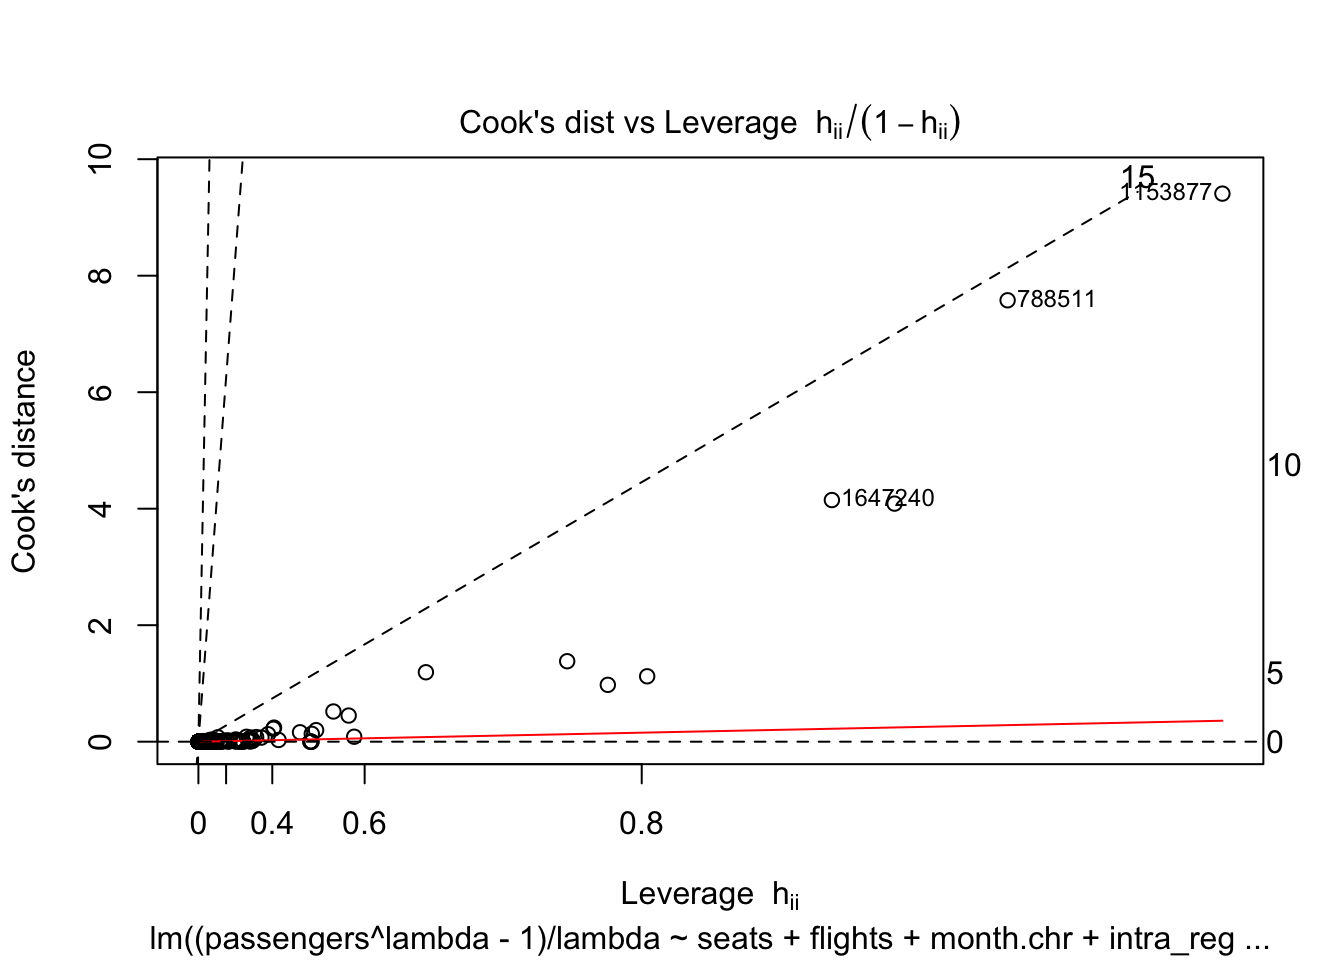 Cook's dist vs Leverage hii/(1 − hii)
Cook's distance
10
8
6
4
2
0
15
1153877
788511
1647240
10
5
0
0 0.4 0.6 0.8
Leverage hii
lm((passengers^lambda - 1)/lambda ~ seats + flights + month.chr + intra_reg ...